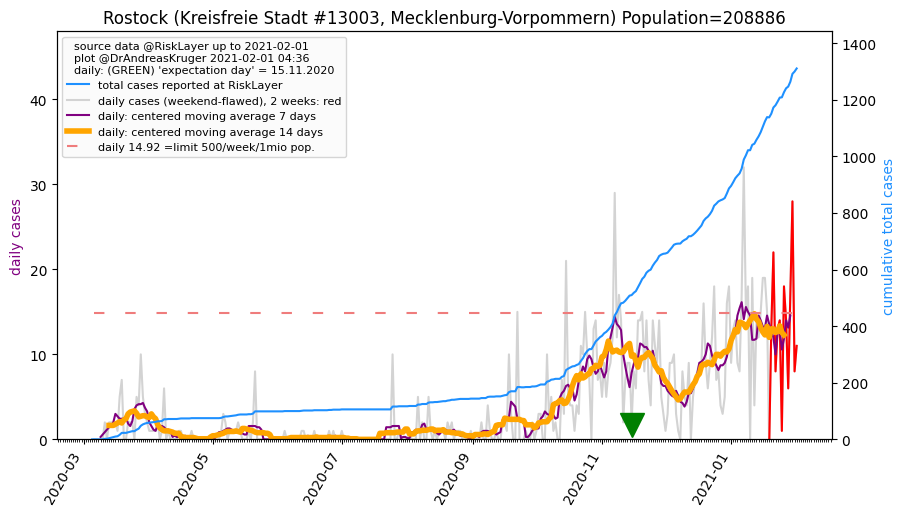 Rostock (Kreisfreie Stadt #13003, Mecklenburg-Vorpommern) Population=208886
source data @RiskLayer up to 2021-02-01
plot @DrAndreasKruger 2021-02-01 04:36
daily: (GREEN) 'expectation day' = 15.11.2020
total cases reported at RiskLayer
daily cases (weekend-flawed), 2 weeks: red
daily: centered moving average 7 days
daily: centered moving average 14 days
daily 14.92 =limit 500/week/1mio pop.
daily cases
40
30
20
10
0
1400
1200
1000
800
600
400
200
0
cumulative total cases
2020-03
2020-05
2020-07
2020-09
2020-11
2021-01